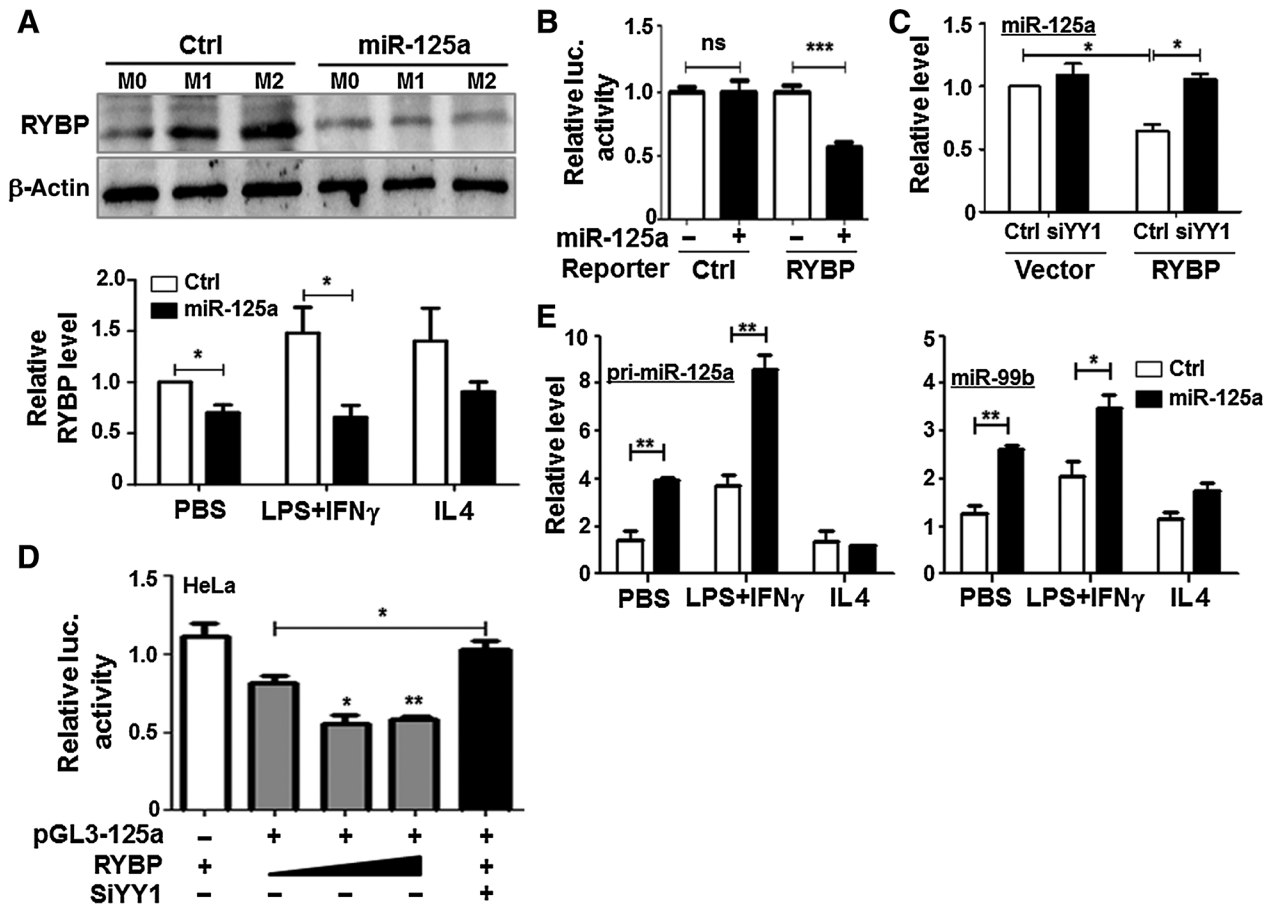 A
Ctrl miR-125a
M0 M1 M2 M0 M1 M2
RYBP
β-Actin
Relative RYBP level
2.0
1.5
1.0
0.5
0
Ctrl
miR-125a
*
*
PBS LPS+IFNγ IL4
B
Relative luc. activity
1.5
1.0
0.5
0
ns
***
miR-125a – + – +
Reporter Ctrl RYBP
C
Relative level
1.5
1.0
0.5
0
miR-125a
* *
Ctrl siYY1 Ctrl siYY1
Vector RYBP
D
Relative luc. activity
1.5
1.0
0.5
0
HeLa
*
* **
pGL3-125a – + + + +
RYBP + +
SiYY1 – – – – +
E
Relative level
10
8
6
4
2
0
pri-miR-125a
**
**
PBS LPS+IFNγ IL4
5
4
3
2
1
0
miR-99b
**
*
Ctrl
miR-125a
PBS LPS+IFNγ IL4